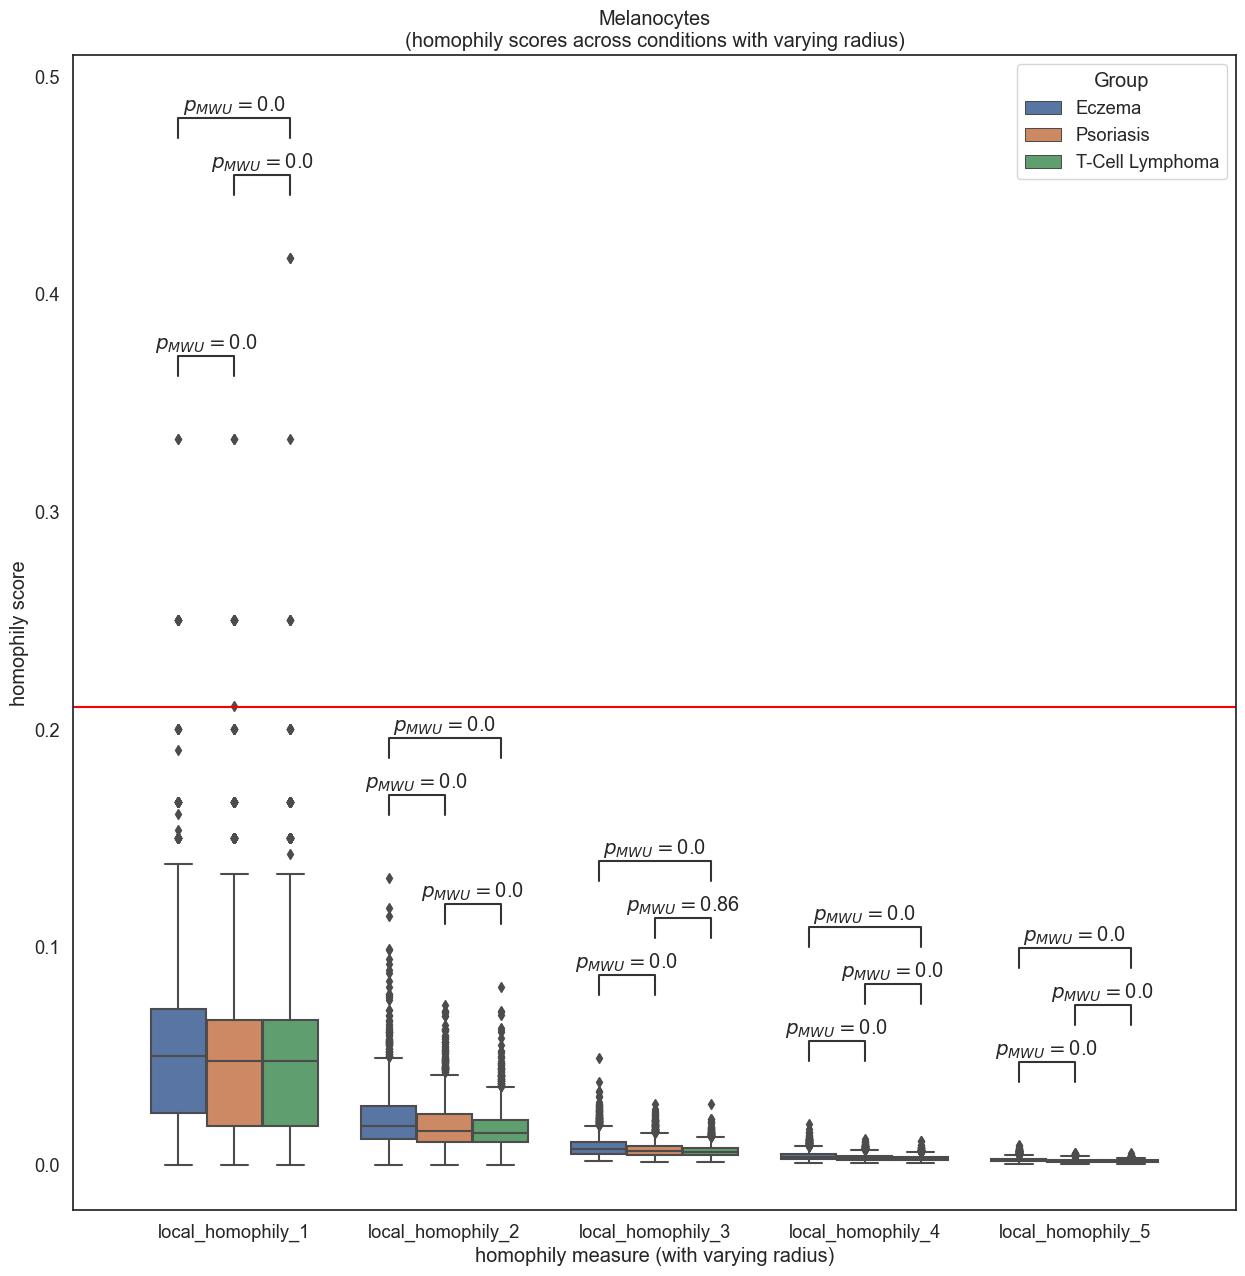 Melanocytes
(homophily scores across conditions with varying radius)
Group
Eczema
Psoriasis
T-Cell Lymphoma
homophily score
0.5
0.4
0.3
0.2
0.1
0.0
p_MWU = 0.0
p_MWU = 0.0
p_MWU = 0.0
p_MWU = 0.0
p_MWU = 0.0
p_MWU = 0.0
p_MWU = 0.0
p_MWU = 0.86
p_MWU = 0.0
p_MWU = 0.0
p_MWU = 0.0
p_MWU = 0.0
p_MWU = 0.0
p_MWU = 0.0
p_MWU = 0.0
local_homophily_1 local_homophily_2 local_homophily_3 local_homophily_4 local_homophily_5
homophily measure (with varying radius)